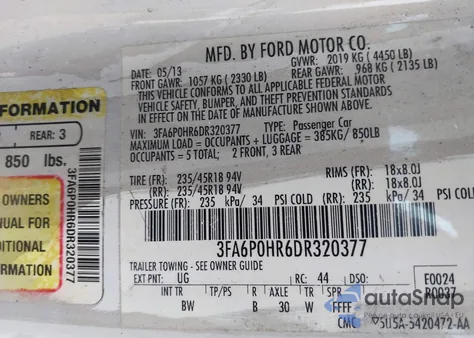 MFD. BY FORD MOTOR CO.
DATE: 05/13
GVWR: 2019 KG ( 4450 LB)
FRONT GAWR: 1057 KG ( 2330 LB)
REAR GAWR: 968 KG ( 2135 LB)
THIS VEHICLE CONFORMS TO ALL APPLICABLE FEDERAL MOTOR
VEHICLE SAFETY, BUMPER, AND THEFT PREVENTION STANDARDS IN
EFFECT ON THE DATE OF MANUFACTURE SHOWN ABOVE.
VIN: 3FA6P0HR6DR320377
TYPE: Passenger Car
MAXIMUM LOAD = OCCUPANTS + LUGGAGE = 385KG/ 850LB
OCCUPANTS = 5 TOTAL; 2 FRONT, 3 REAR
TIRE (FR): 235/45R18 94V
RIMS (FR): 18x8.0J
(RR): 235/45R18 94V
(RR): 18x8.0J
PRESSURE (FR): 235 kPa/ 34 PSI COLD (RR): 235 kPa/ 34 PSI COLD
3FA6P0HR6DR320377
TRAILER TOWING - SEE OWNER GUIDE
EXT PNT: UG RC: 44 DSO: F0024
R0037
INT TR TP/PS R AXLE TR SPR
BW B 30 W FFFF
CMC
5U5A-5420472-AA
FORMATION
REAR: 3
850 lbs.
OWNERS
NUAL FOR
TIONAL
3FA6P0HR6DR320377
autoAstat